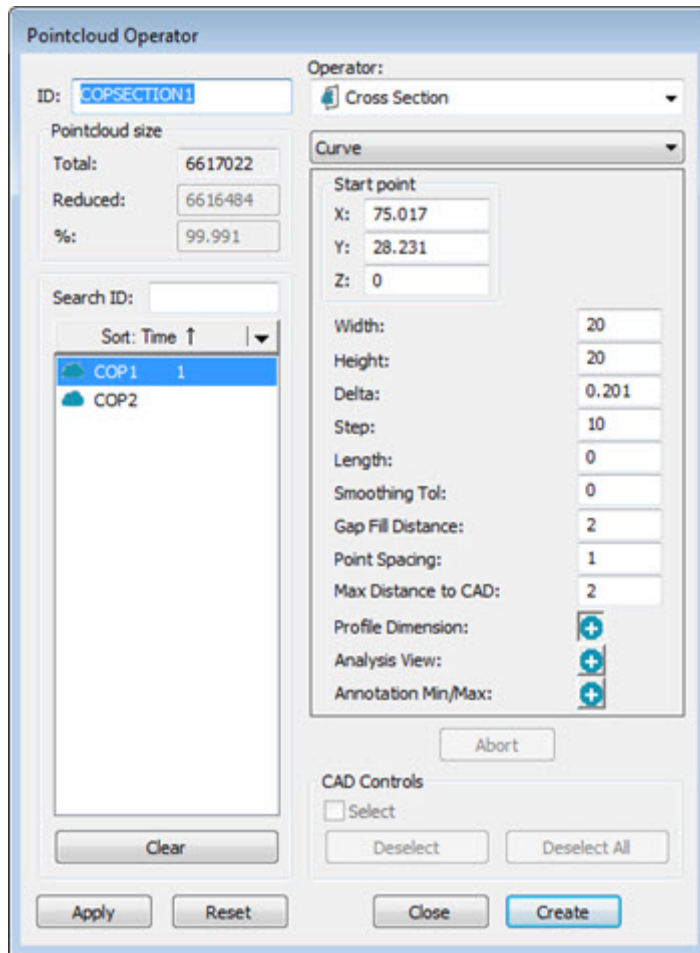 Pointcloud Operator
ID: COPSECTION1
Operator:
Cross Section
Pointcloud size
Total: 6617022
Reduced: 6616484
%: 99.991
Curve
Start point
X: 75.017
Y: 28.231
Z: 0
Search ID:
Sort: Time ↑
COP1 1
COP2
Width: 20
Height: 20
Delta: 0.201
Step: 10
Length: 0
Smoothing Tol: 0
Gap Fill Distance: 2
Point Spacing: 1
Max Distance to CAD: 2
Profile Dimension:
Analysis View:
Annotation Min/Max:
Abort
CAD Controls
Select
Deselect Deselect All
Clear
Apply Reset Close Create